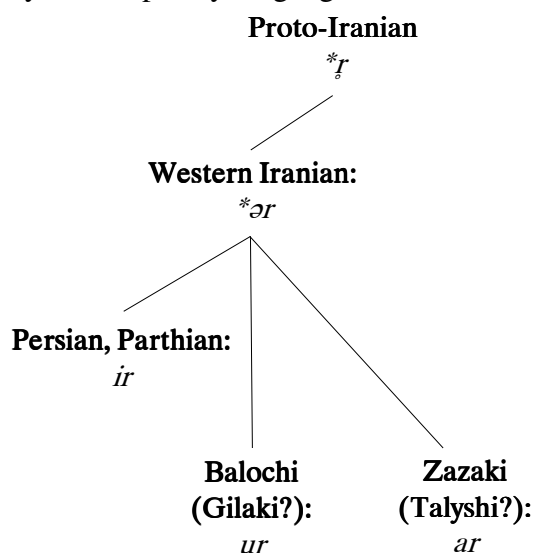 Proto-Iranian
*r̥
Western Iranian:
*ər
Persian, Parthian:
ir
Balochi
(Gilaki?):
ur
Zazaki
(Talyshi?):
ar